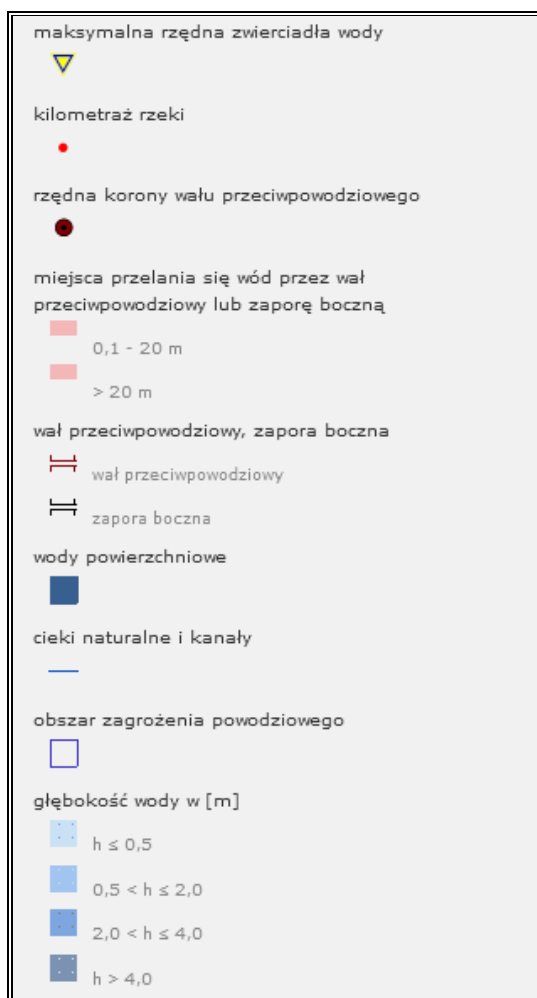 maksymalna rzędna zwierciadła wody
kilometraż rzeki
rzędna korony wału przeciwpowodziowego
miejsca przelania się wód przez wał
przeciwpowodziowy lub zaporę boczną
0,1 - 20 m
> 20 m
wał przeciwpowodziowy, zapora boczna
wał przeciwpowodziowy
zapora boczna
wody powierzchniowe
cieki naturalne i kanały
obszar zagrożenia powodziowego
głębokość wody w [m]
h ≤ 0,5
0,5 < h ≤ 2,0
2,0 < h ≤ 4,0
h > 4,0